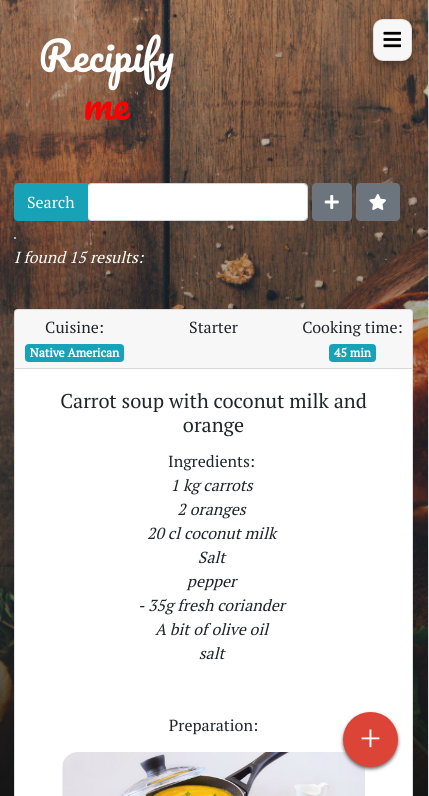 Recipify
me
Search
I found 15 results:
Cuisine:
Starter
Cooking time:
Native American
45 min
Carrot soup with coconut milk and
orange
Ingredients:
1 kg carrots
2 oranges
20 cl coconut milk
Salt
pepper
- 35g fresh coriander
A bit of olive oil
salt
Preparation: